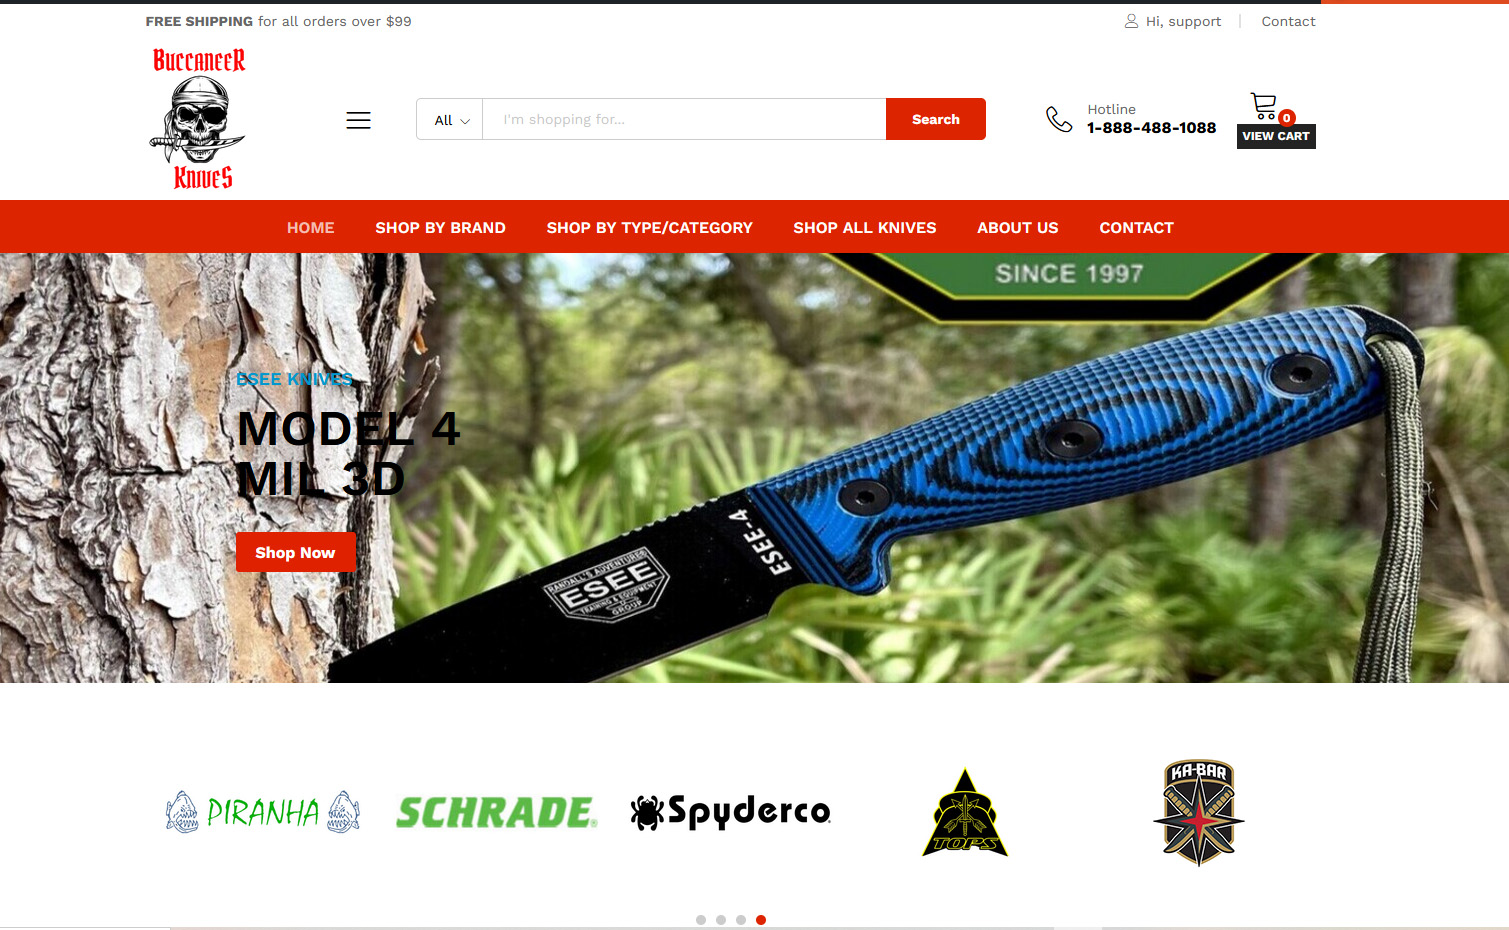 FREE SHIPPING for all orders over $99
Hi, support
Contact
BUCCANEER
KNIVES
All
I'm shopping for...
Search
Hotline
1-888-488-1088
0
VIEW CART
HOME
SHOP BY BRAND
SHOP BY TYPE/CATEGORY
SHOP ALL KNIVES
ABOUT US
CONTACT
SINCE 1997
ESEE KNIVES
MODEL 4
MIL 3D
Shop Now
ESEE-4
RANDALL'S ADVENTURE®
ESEE
TRAINING & EQUIPMENT
GROUP
PIRANHA
SCHRADE®
Spyderco
TOPS
KA-BAR